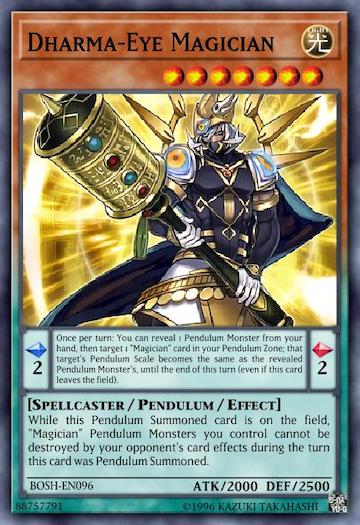 Dharma-Eye Magician
LIGHT
光
Once per turn: You can reveal 1 Pendulum Monster from your
hand, then target 1 "Magician" card in your Pendulum Zone; that
target's Pendulum Scale becomes the same as the revealed
Pendulum Monster's, until the end of this turn (even if this card
leaves the field).
2
2
[Spellcaster / Pendulum / Effect]
While this Pendulum Summoned card is on the field,
"Magician" Pendulum Monsters you control cannot be
destroyed by your opponent's card effects during the turn
this card was Pendulum Summoned.
BOSH-EN096
ATK/2000 DEF/2500
88757791
©1996 KAZUKI TAKAHASHI